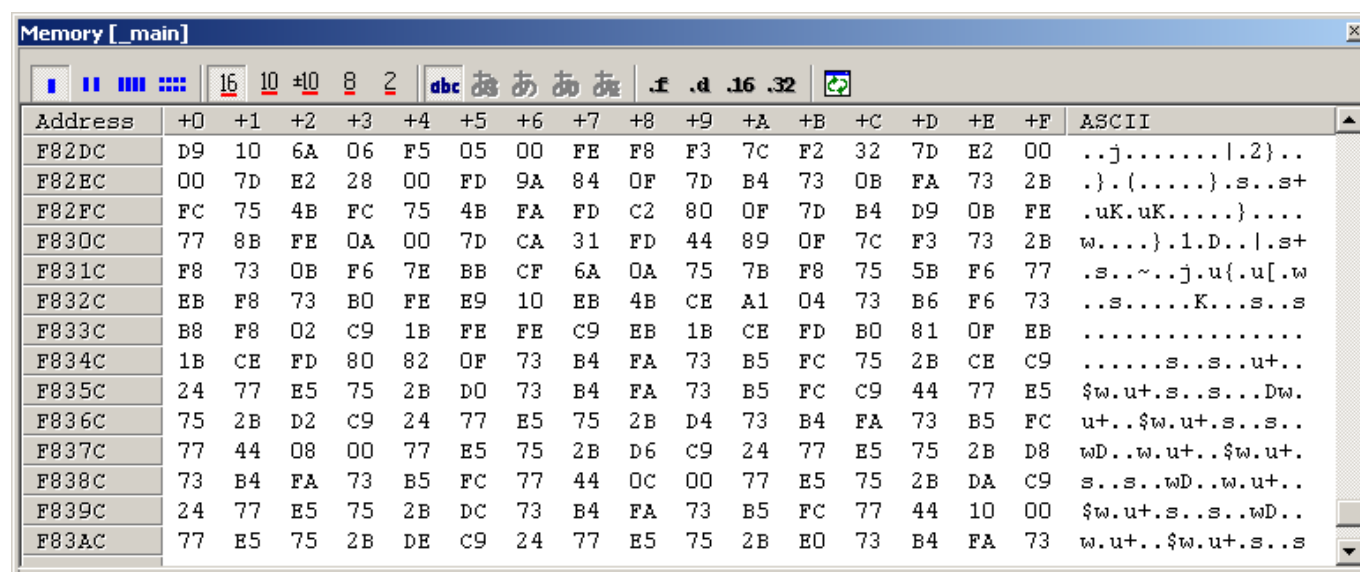 Memory [_main]
16 10 ±10 8 2 abc あ あ .f .d .16 .32
Address +0 +1 +2 +3 +4 +5 +6 +7 +8 +9 +A +B +C +D +E +F ASCII
F82DC D9 10 6A 06 F5 05 00 FE F8 F3 7C F2 32 7D E2 00 ..j.......|.2}..
F82EC 00 7D E2 28 00 FD 9A 84 0F 7D B4 73 0B FA 73 2B .}.(.....}.s..s+
F82FC FC 75 4B FC 75 4B FA FD C2 80 0F 7D B4 D9 0B FE .uK.uK.....}....
F830C 77 8B FE 0A 00 7D CA 31 FD 44 89 0F 7C F3 73 2B w....}.1.D..|.s+
F831C F8 73 0B F6 7E BB CF 6A 0A 75 7B F8 75 5B F6 77 .s..~..j.u{.u[.w
F832C EB F8 73 B0 FE E9 10 EB 4B CE A1 04 73 B6 F6 73 ..s.....K...s..s
F833C B8 F8 02 C9 1B FE FE C9 EB 1B CE FD B0 81 0F EB ................
F834C 1B CE FD 80 82 0F 73 B4 FA 73 B5 FC 75 2B CE C9 ......s..s..u+..
F835C 24 77 E5 75 2B D0 73 B4 FA 73 B5 FC C9 44 77 E5 $w.u+.s..s...Dw.
F836C 75 2B D2 C9 24 77 E5 75 2B D4 73 B4 FA 73 B5 FC u+..$w.u+.s..s..
F837C 77 44 08 00 77 E5 75 2B D6 C9 24 77 E5 75 2B D8 wD..w.u+..$w.u+.
F838C 73 B4 FA 73 B5 FC 77 44 0C 00 77 E5 75 2B DA C9 s..s..wD..w.u+..
F839C 24 77 E5 75 2B DC 73 B4 FA 73 B5 FC 77 44 10 00 $w.u+.s..s..wD..
F83AC 77 E5 75 2B DE C9 24 77 E5 75 2B E0 73 B4 FA 73 w.u+..$w.u+.s..s